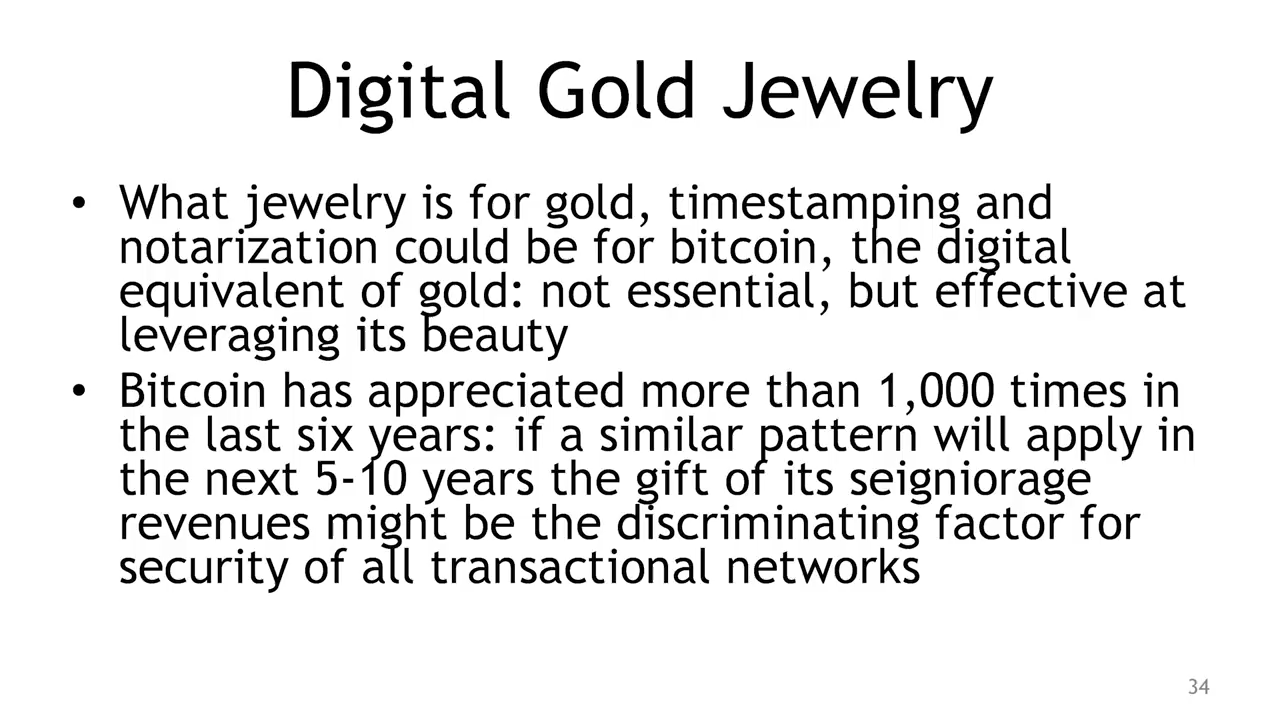 Digital Gold Jewelry
• What jewelry is for gold, timestamping and
notarization could be for bitcoin, the digital
equivalent of gold: not essential, but effective at
leveraging its beauty
• Bitcoin has appreciated more than 1,000 times in
the last six years: if a similar pattern will apply in
the next 5-10 years the gift of its seigniorage
revenues might be the discriminating factor for
security of all transactional networks
34